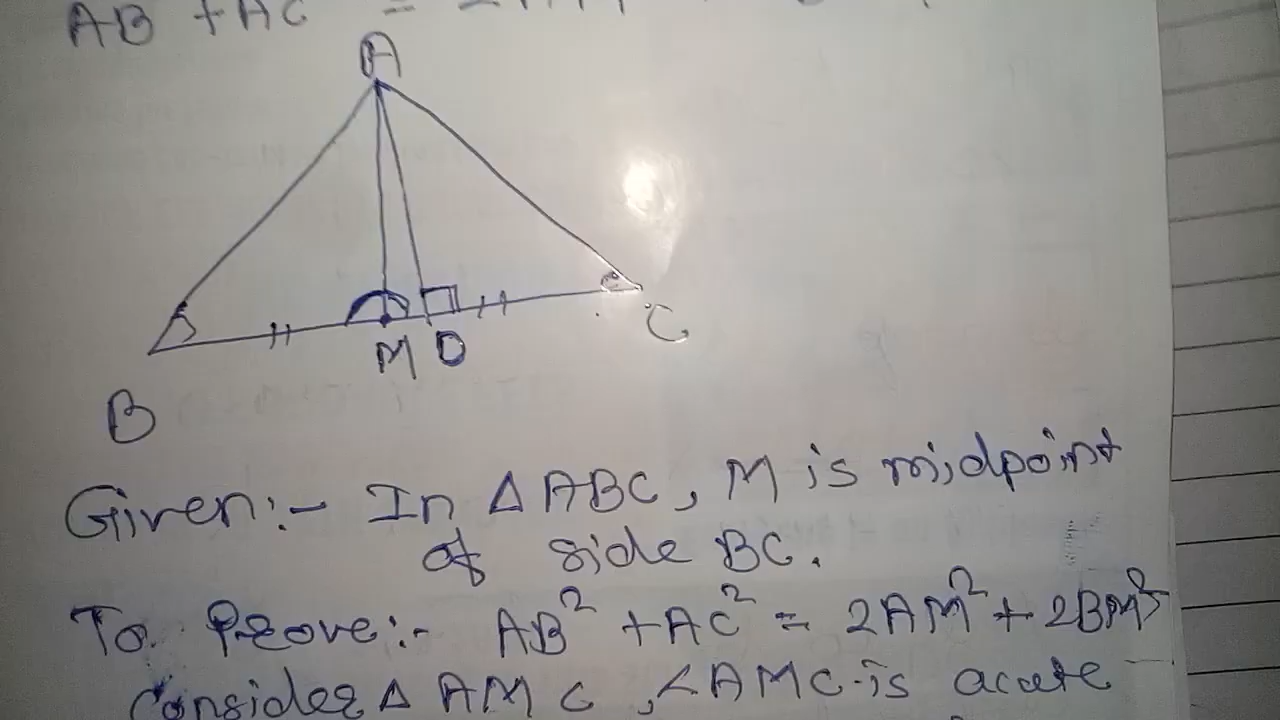 AB + AC =
A
M D
C
B
Given:- In △ABC, M is midpoint
of side BC.
To Prove:- AB² + AC² = 2AM² + 2BM²
Consider △ AMC, ∠AMC is acute